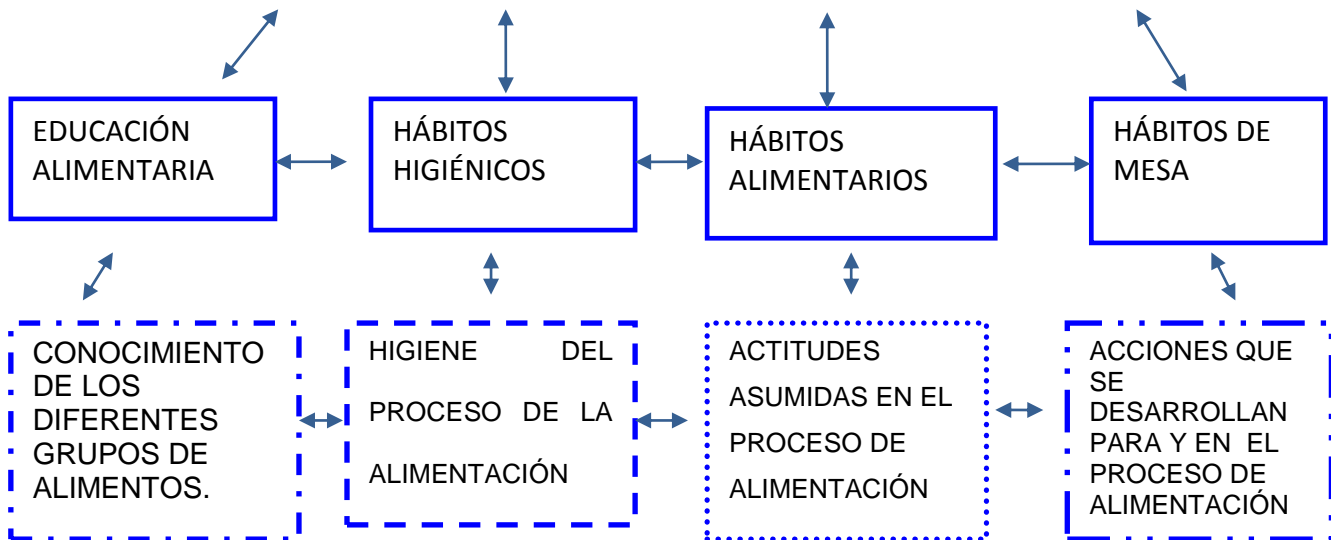 EDUCACIÓN
ALIMENTARIA
HÁBITOS
HIGIÉNICOS
HÁBITOS
ALIMENTARIOS
HÁBITOS DE
MESA
CONOCIMIENTO
DE LOS
DIFERENTES
GRUPOS DE
ALIMENTOS.
HIGIENE DEL
PROCESO DE LA
ALIMENTACIÓN
ACTITUDES
ASUMIDAS EN EL
PROCESO DE
ALIMENTACIÓN
ACCIONES QUE
SE
DESARROLLAN
PARA Y EN EL
PROCESO DE
ALIMENTACIÓN